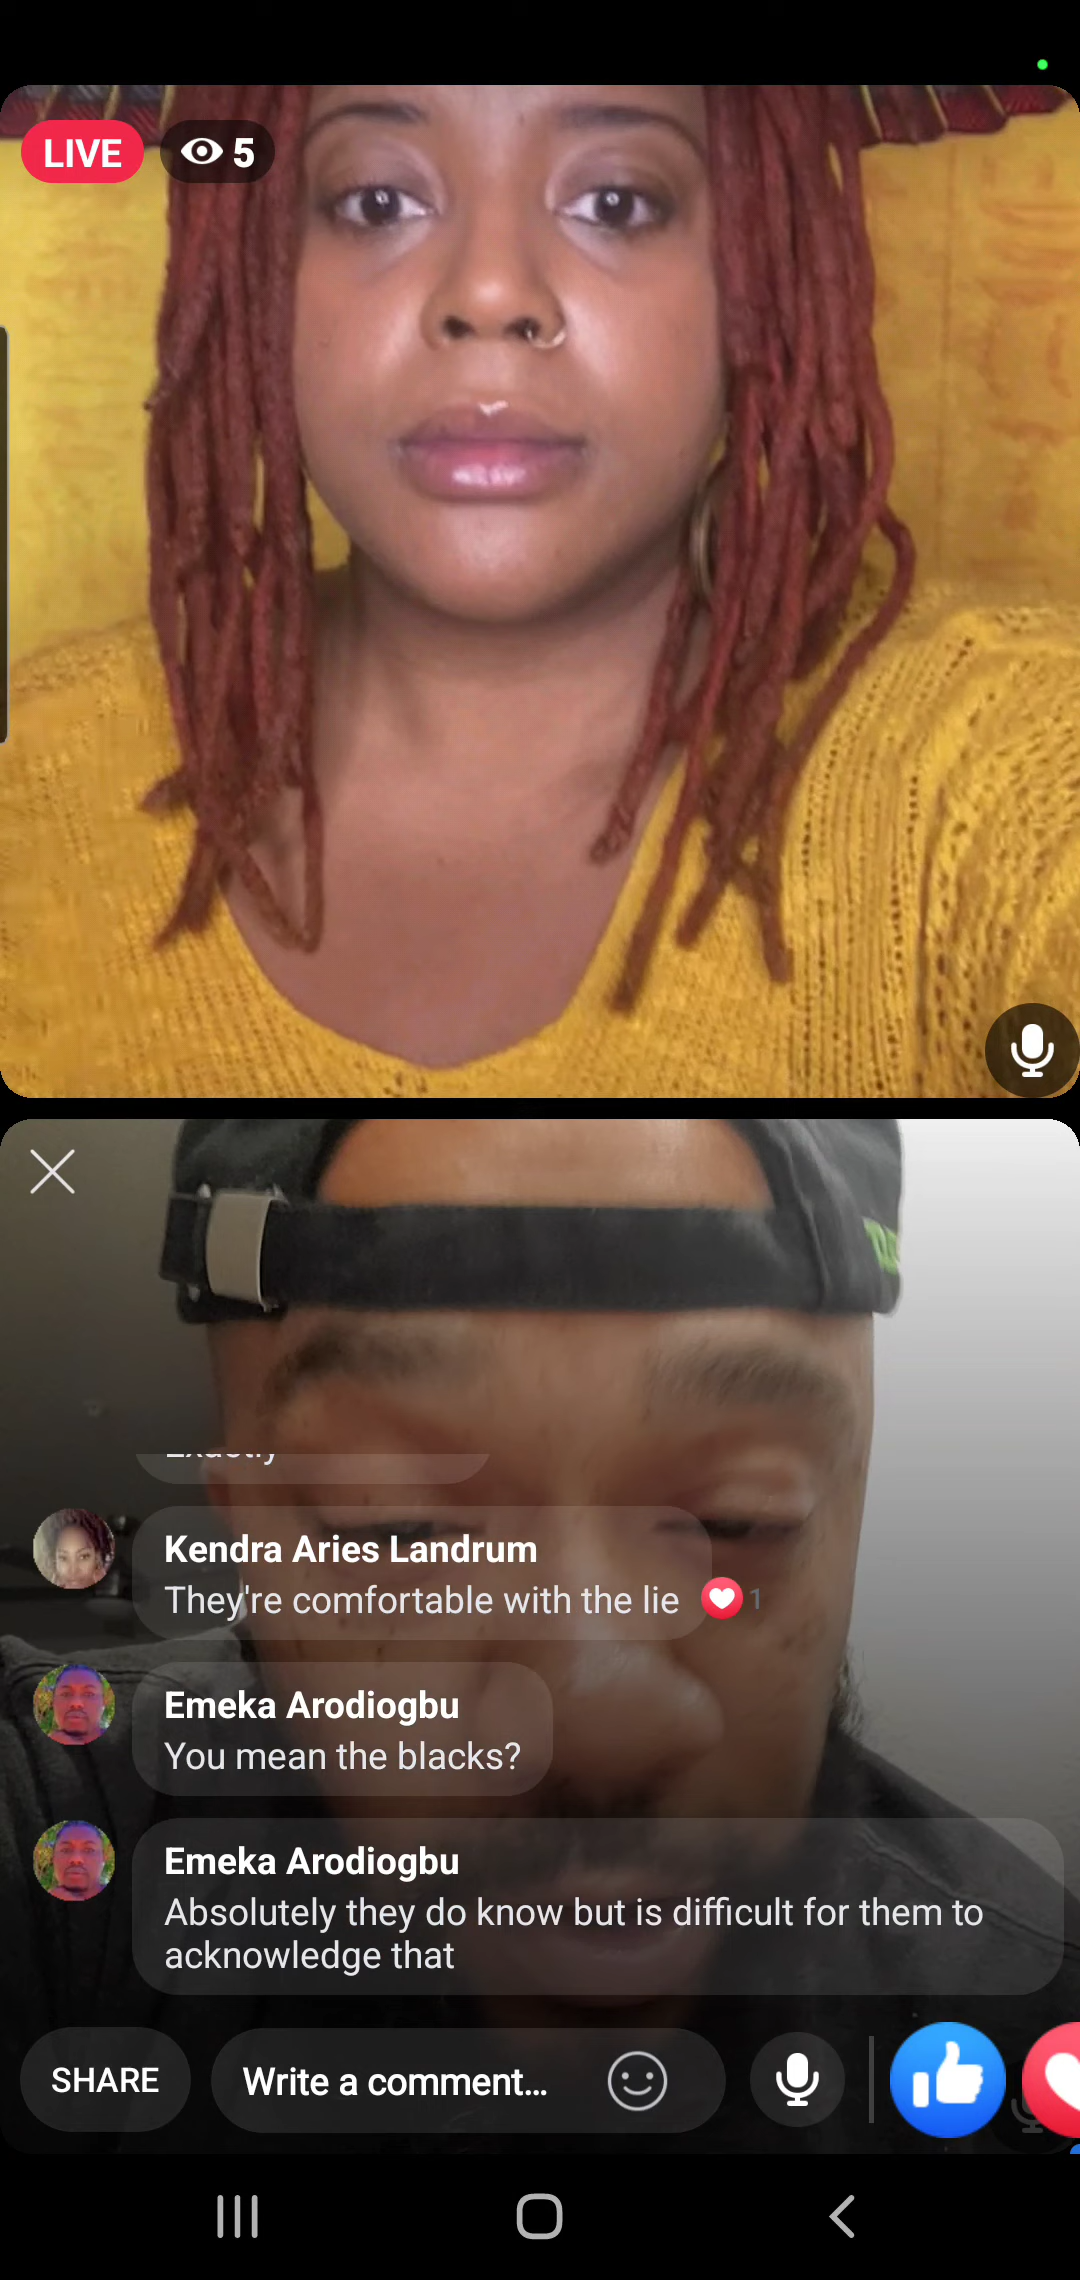 LIVE
5
Exactly
Kendra Aries Landrum
They're comfortable with the lie
1
Emeka Arodiogbu
You mean the blacks?
Emeka Arodiogbu
Absolutely they do know but is difficult for them to
acknowledge that
SHARE
Write a comment...